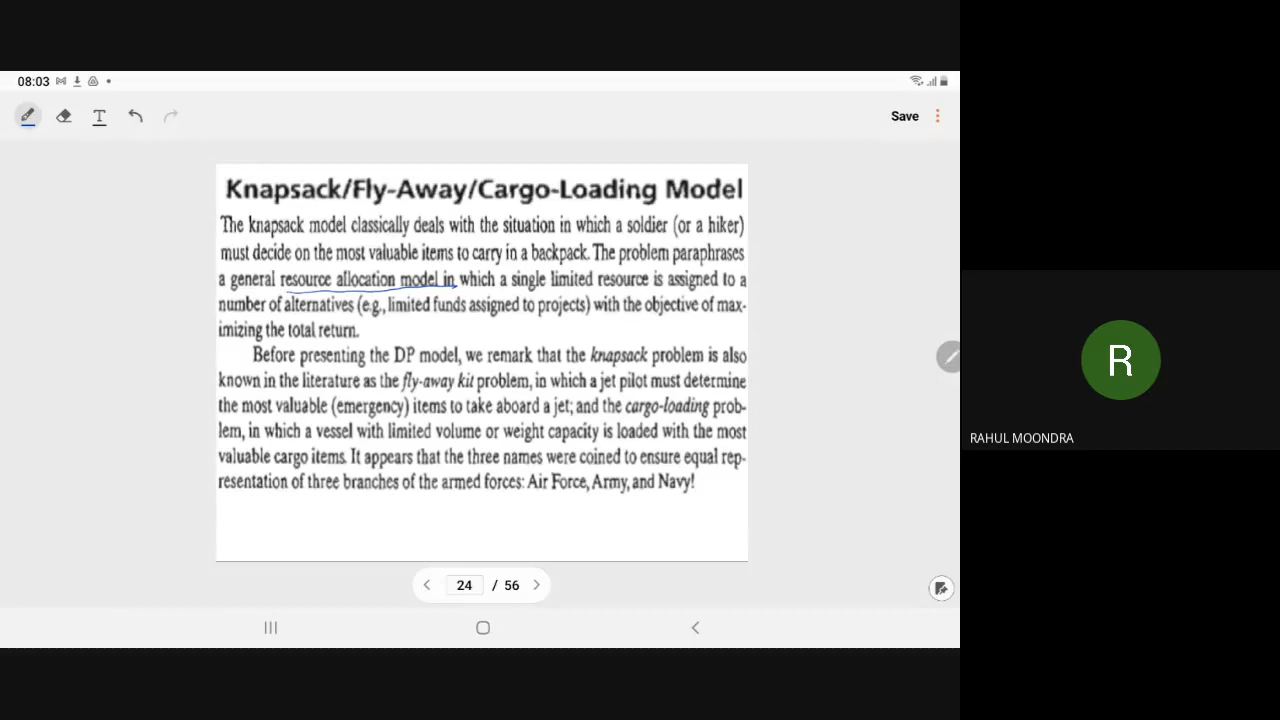 08:03
Save
Knapsack/Fly-Away/Cargo-Loading Model
The knapsack model classically deals with the situation in which a soldier (or a hiker)
must decide on the most valuable items to carry in a backpack. The problem paraphrases
a general resource allocation model in which a single limited resource is assigned to a
number of alternatives (e.g., limited funds assigned to projects) with the objective of max-
imizing the total return.
Before presenting the DP model, we remark that the knapsack problem is also
known in the literature as the fly-away kit problem, in which a jet pilot must determine
the most valuable (emergency) items to take aboard a jet; and the cargo-loading prob-
lem, in which a vessel with limited volume or weight capacity is loaded with the most
valuable cargo items. It appears that the three names were coined to ensure equal rep-
resentation of three branches of the armed forces: Air Force, Army, and Navy!
24 / 56
R
RAHUL MOONDRA